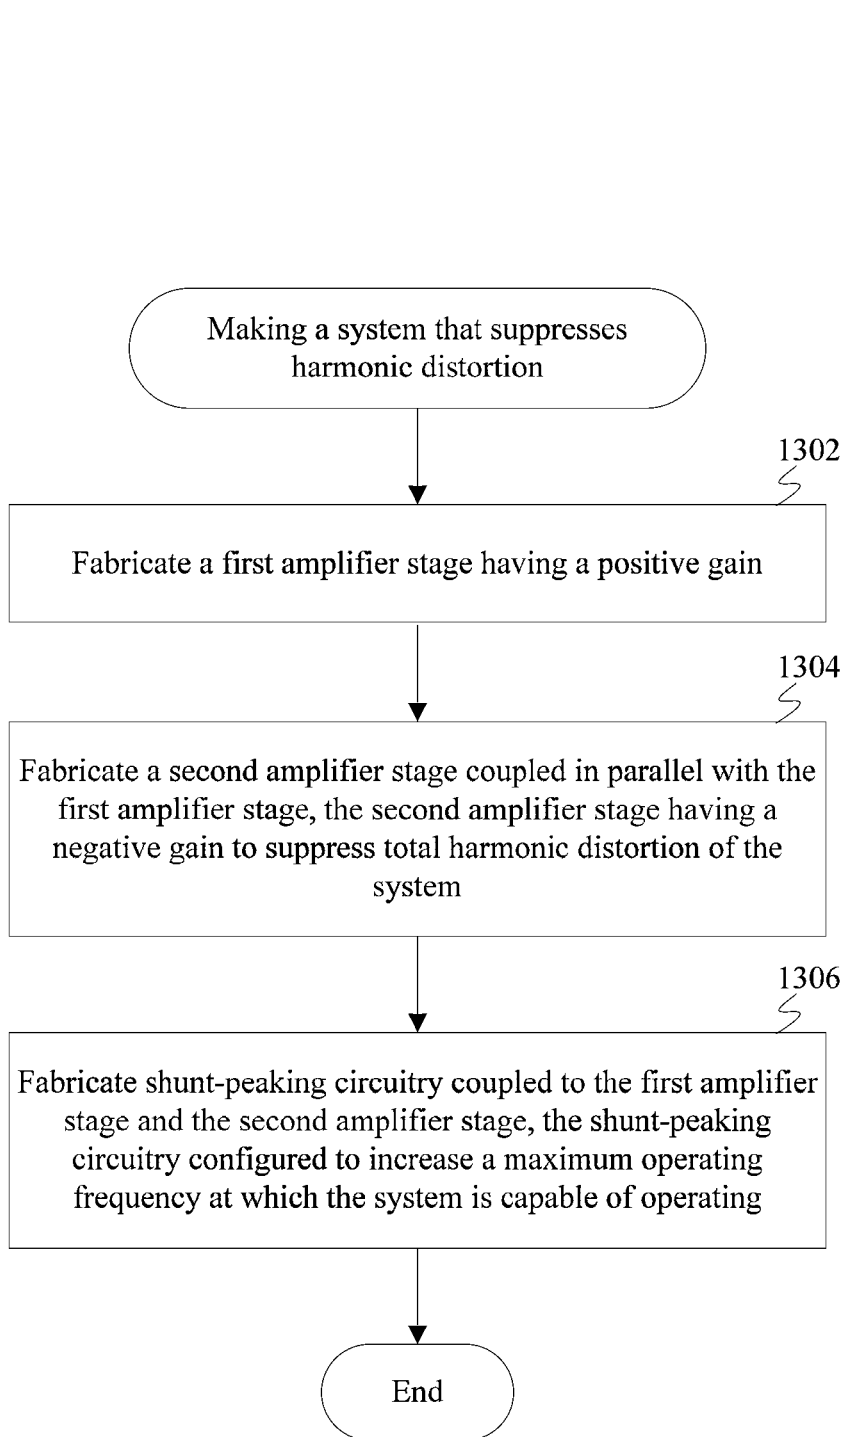 Making a system that suppresses
harmonic distortion
1302
Fabricate a first amplifier stage having a positive gain
1304
Fabricate a second amplifier stage coupled in parallel with the
first amplifier stage, the second amplifier stage having a
negative gain to suppress total harmonic distortion of the
system
1306
Fabricate shunt-peaking circuitry coupled to the first amplifier
stage and the second amplifier stage, the shunt-peaking
circuitry configured to increase a maximum operating
frequency at which the system is capable of operating
End